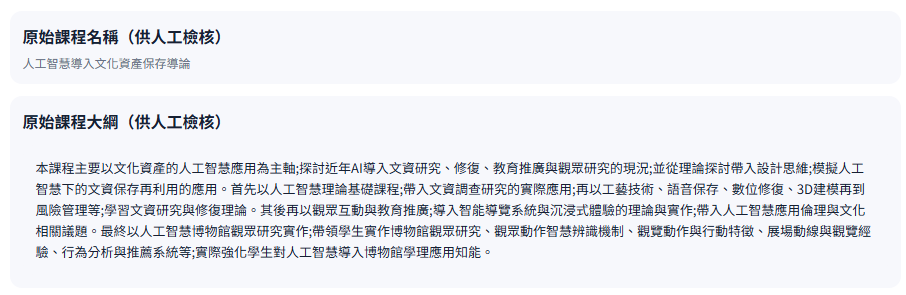 原始課程名稱（供人工檢核）
人工智慧導入文化資產保存導論
原始課程大綱（供人工檢核）
本課程主要以文化資產的人工智慧應用為主軸;探討近年AI導入文資研究、修復、教育推廣與觀眾研究的現況;並從理論探討帶入設計思維;模擬人工
智慧下的文資保存再利用的應用。首先以人工智慧理論基礎課程;帶入文資調查研究的實際應用;再以工藝技術、語音保存、數位修復、3D建模再到
風險管理等;學習文資研究與修復理論。其後再以觀眾互動與教育推廣;導入智能導覽系統與沉浸式體驗的理論與實作;帶入人工智慧應用倫理與文化
相關議題。最終以人工智慧博物館觀眾研究實作;帶領學生實作博物館觀眾研究、觀眾動作智慧辨識機制、觀覽動作與行動特徵、展場動線與觀覽經
驗、行為分析與推薦系統等;實際強化學生對人工智慧導入博物館學理應用知能。